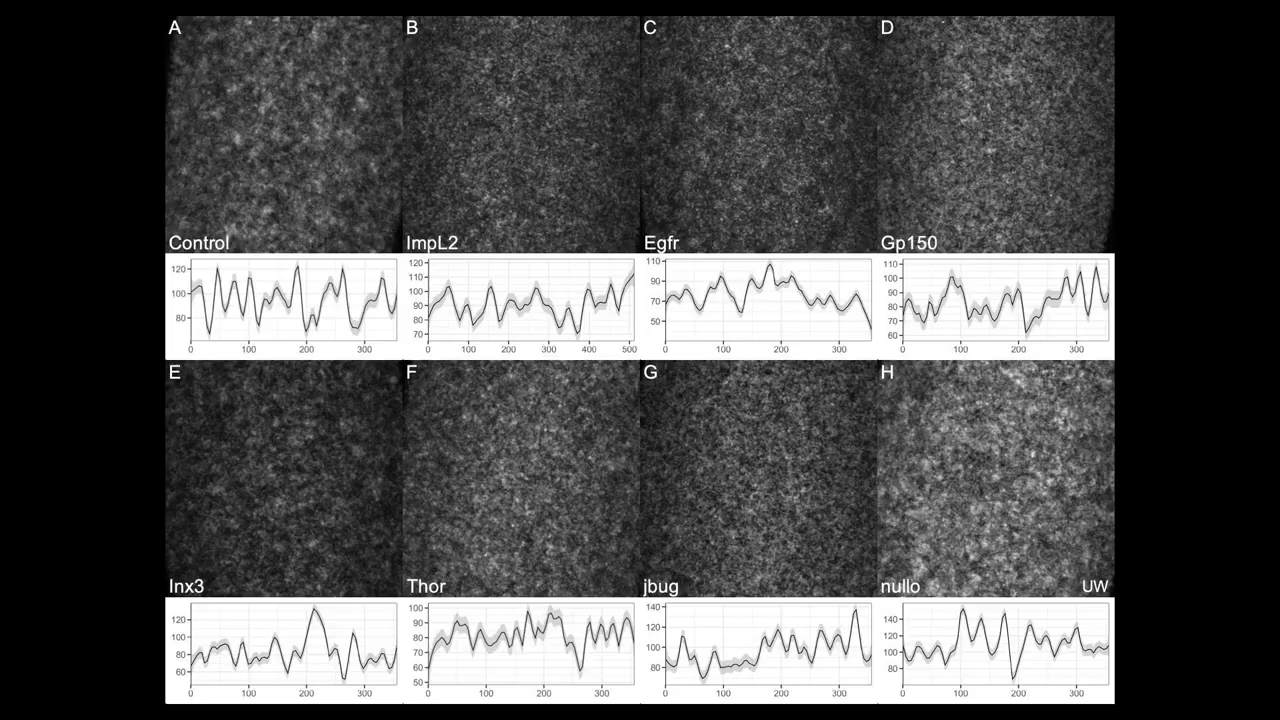 A B C D
Control ImpL2 Egfr Gp150
120 100 80 0 100 200 300
120 110 100 90 80 70 0 100 200 300 400 500
110 90 70 50 0 100 200 300
110 100 90 80 70 60 0 100 200 300
E F G H
Inx3 Thor jbug nullo UW
120 100 80 60 0 100 200 300
100 90 80 70 60 50 0 100 200 300
140 120 100 80 0 100 200 300
140 120 100 80 0 100 200 300